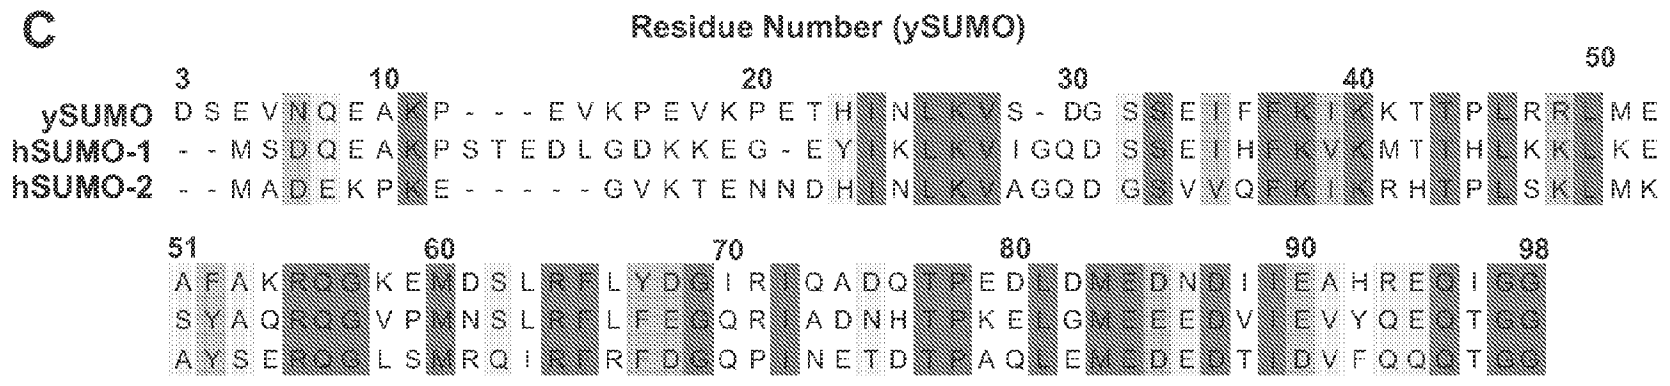 C
Residue Number (ySUMO)
50
3 10 20 30 40
ySUMO D S E V N Q E A K P - - - E V K P E V K P E T H I N L K V S - D G S S E I F F K I K K T T P L R R L M E
hSUMO-1 - - M S D Q E A K P S T E D L G D K K E G - E Y I K L K V I G Q D S S E I H F K V K M T T H L K K L K E
hSUMO-2 - - M A D E K P K E - - - - - G V K T E N N D H I N L K V A G Q D G S V V Q F K I K R H T P L S K L M K
51 60 70 80 90 98
A F A K R Q G K E M D S L R F L Y D G I R I Q A D Q T P E D L D M E D N D I I E A H R E Q I G G
S Y A Q R Q G V P M N S L R F L F E G Q R I A D N H T P K E L G M E E E D V I E V Y Q E Q T G G
A Y S E R Q G L S M R Q I R F R F D G Q P I N E T D T P A Q L E M E D E D T I D V F Q Q Q T G G